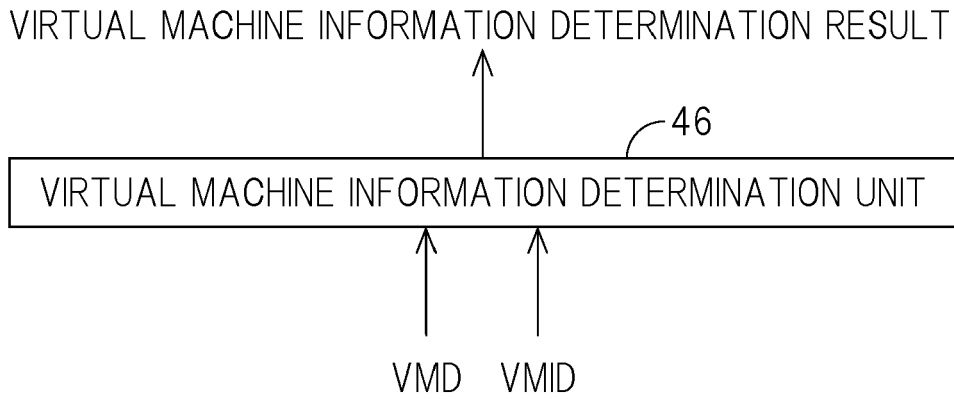 VIRTUAL MACHINE INFORMATION DETERMINATION RESULT
46
VIRTUAL MACHINE INFORMATION DETERMINATION UNIT
VMD VMID